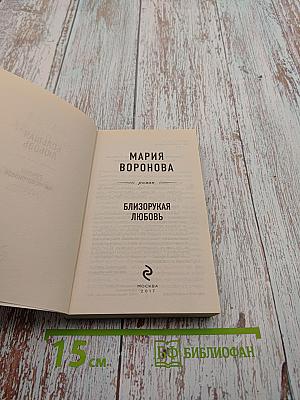 МАРИЯ
ВОРОНОВА
роман
БЛИЗОРУКАЯ
ЛЮБОВЬ
МОСКВА
2017
15 см.
БИБЛИОФАН